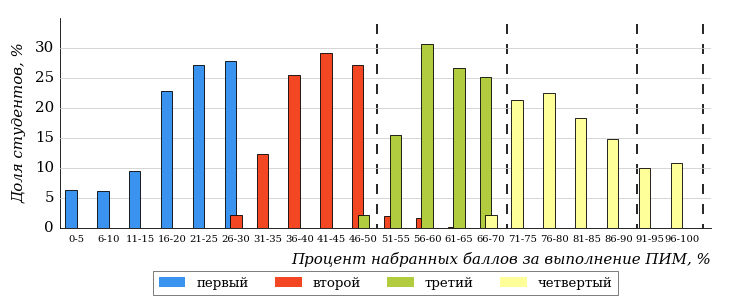 Доля студентов, %
30
25
20
15
10
5
0
0-5 6-10 11-15 16-20 21-25 26-30 31-35 36-40 41-45 46-50 51-55 56-60 61-65 66-70 71-75 76-80 81-85 86-90 91-95 96-100
Процент набранных баллов за выполнение ПИМ, %
первый второй третий четвертый